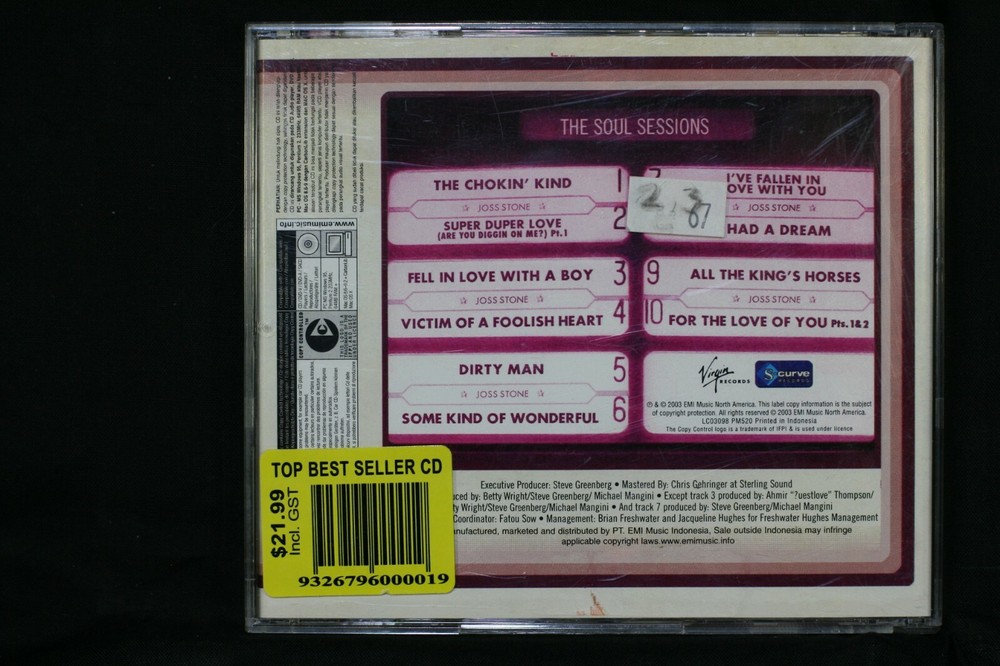 THE SOUL SESSIONS
THE CHOKIN' KIND 1
☆ JOSS STONE ☆
SUPER DUPER LOVE 2
(ARE YOU DIGGIN ON ME?) Pt.1
FELL IN LOVE WITH A BOY 3
☆ JOSS STONE ☆
VICTIM OF A FOOLISH HEART 4
DIRTY MAN 5
☆ JOSS STONE ☆
SOME KIND OF WONDERFUL 6
7 I'VE FALLEN IN
OVE WITH YOU
JOSS STONE ☆
HAD A DREAM
2.3
07
9 ALL THE KING'S HORSES
☆ JOSS STONE ☆
10 FOR THE LOVE OF YOU Pts.1&2
Virgin
RECORDS
S curve
RECORDS
℗ & © 2003 EMI Music North America. This label copy information is the subject
of copyright protection. All rights reserved © 2003 EMI Music North America.
LC03098 PM520 Printed in Indonesia
The Copy Control logo is a trademark of IFPI & is used under licence
Executive Producer: Steve Greenberg • Mastered By: Chris Gehringer at Sterling Sound
uced by: Betty Wright/Steve Greenberg/ Michael Mangini • Except track 3 produced by: Ahmir "?uestlove" Thompson/
ty Wright/Steve Greenberg/Michael Mangini • And track 7 produced by: Steve Greenberg/Michael Mangini
Coordinator: Fatou Sow • Management: Brian Freshwater and Jacqueline Hughes for Freshwater Hughes Management
nufactured, marketed and distributed by PT. EMI Music Indonesia, Sale outside Indonesia may infringe
applicable copyright laws.www.emimusic.info
www.emimusic.info
COPY CONTROLLED
TOP BEST SELLER CD
$21.99
Incl. GST
9326796000019